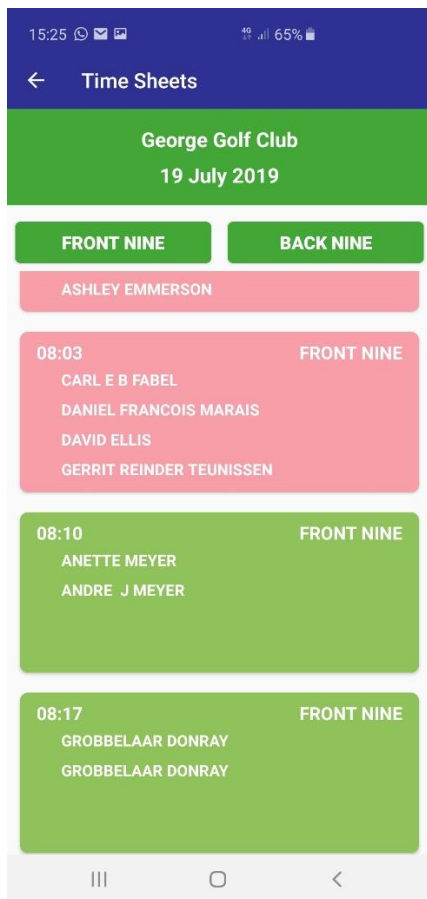 15:25 4G 65%
Time Sheets
George Golf Club
19 July 2019
FRONT NINE BACK NINE
ASHLEY EMMERSON
08:03 FRONT NINE
CARL E B FABEL
DANIEL FRANCOIS MARAIS
DAVID ELLIS
GERRIT REINDER TEUNISSEN
08:10 FRONT NINE
ANETTE MEYER
ANDRE J MEYER
08:17 FRONT NINE
GROBBELAAR DONRAY
GROBBELAAR DONRAY